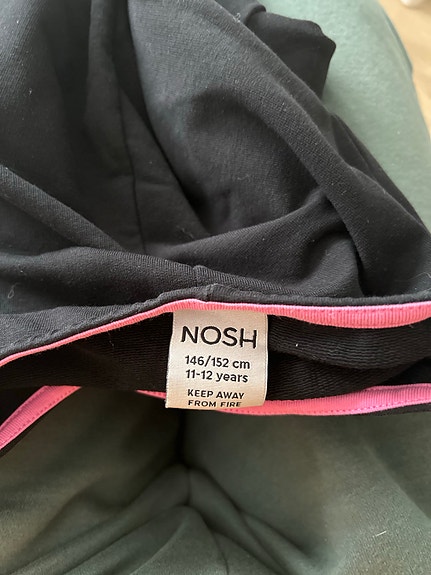 NOSH
146/152 cm
11-12 years
KEEP AWAY
FROM FIRE